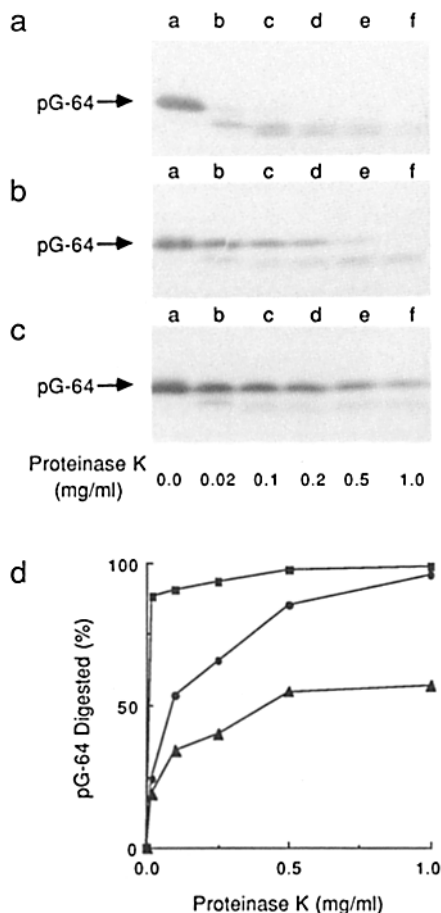 a
a b c d e f
pG-64
b
a b c d e f
pG-64
c
a b c d e f
pG-64
Proteinase K
(mg/ml)
0.0 0.02 0.1 0.2 0.5 1.0
d
100
50
0
pG-64 Digested (%)
0.0 0.5 1.0
Proteinase K (mg/ml)